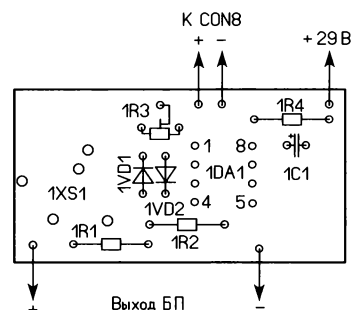 К CON8
+ − +29 В
1R3 1R4
1 8
1VD1 1DA1
1C1
1XS1
4 5
1VD2
1R1 1R2
+ Выход БП −